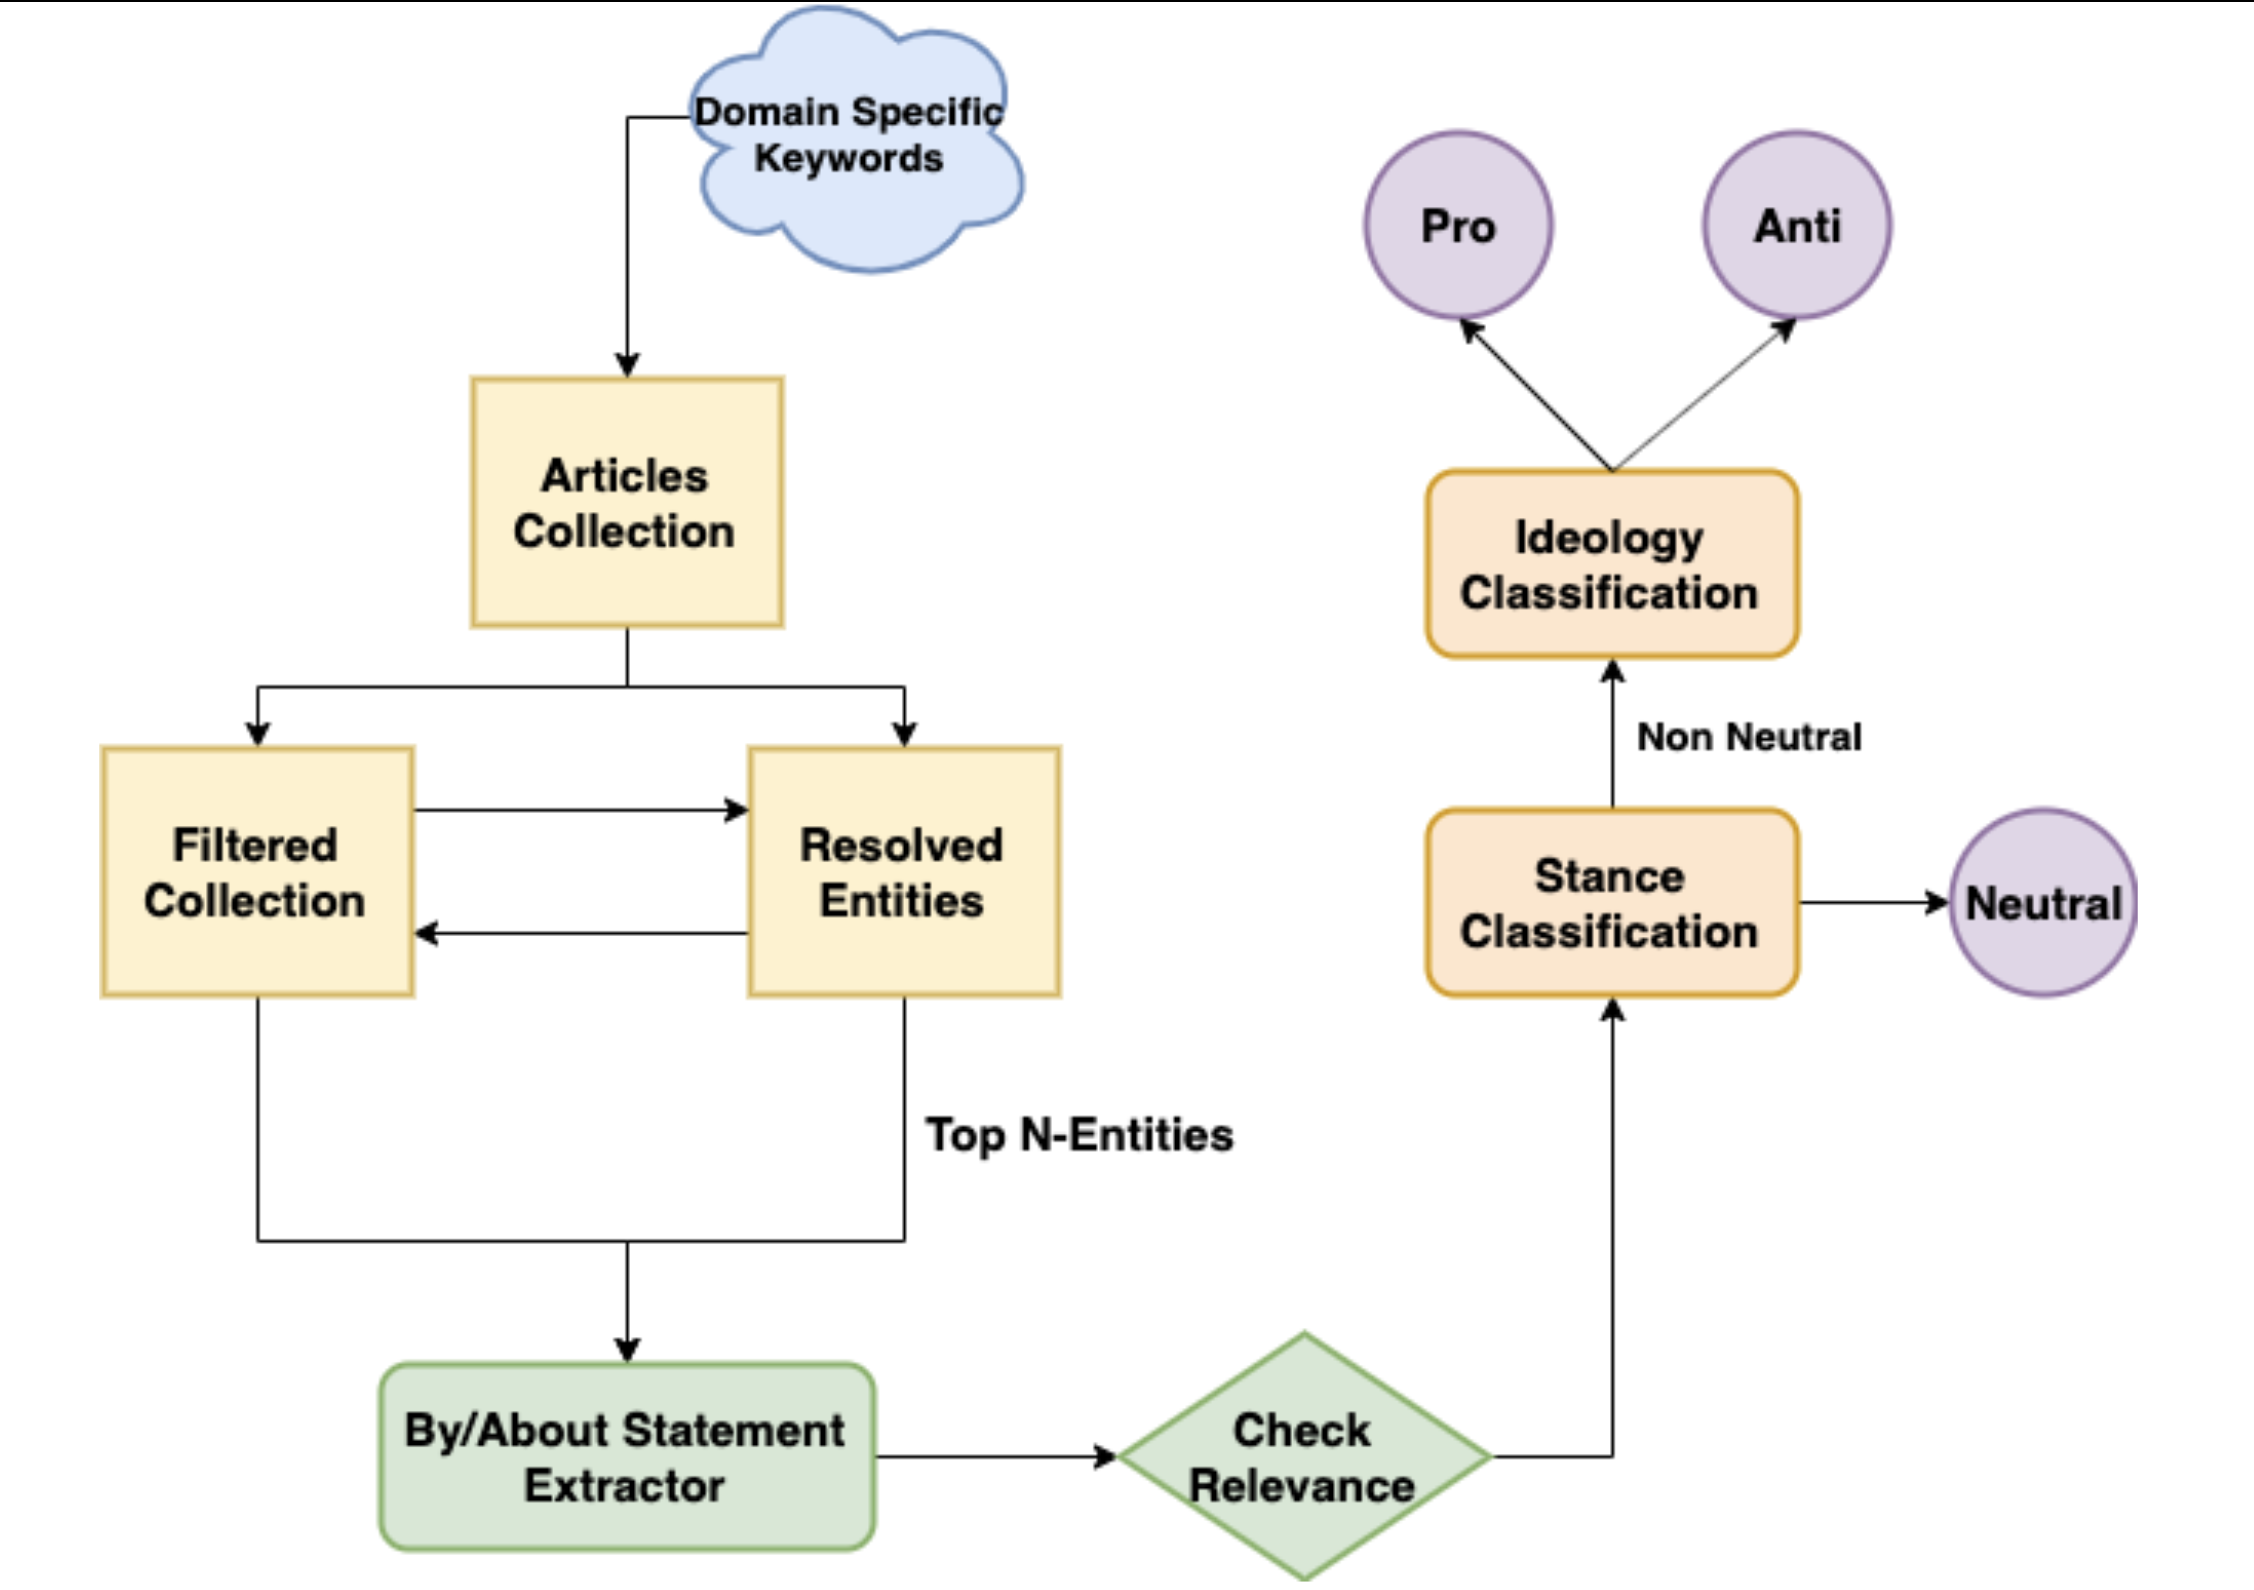 Domain Specific
Keywords
Articles
Collection
Filtered
Collection
Resolved
Entities
Top N-Entities
By/About Statement
Extractor
Check
Relevance
Stance
Classification
Neutral
Non Neutral
Ideology
Classification
Pro
Anti